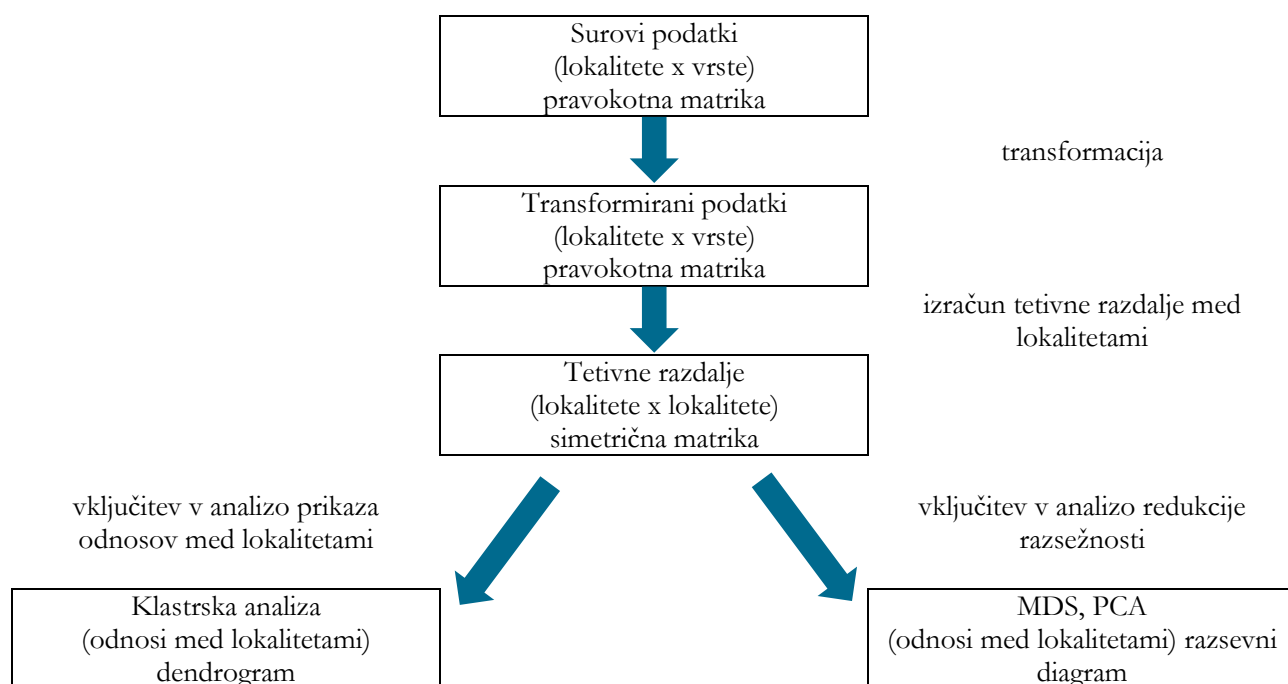 Surovi podatki
(lokalitete x vrste)
pravokotna matrika
transformacija
Transformirani podatki
(lokalitete x vrste)
pravokotna matrika
izračun tetivne razdalje med
lokalitetami
Tetivne razdalje
(lokalitete x lokalitete)
simetrična matrika
vključitev v analizo prikaza
odnosov med lokalitetami
vključitev v analizo redukcije
razsežnosti
Klastrska analiza
(odnosi med lokalitetami)
dendrogram
MDS, PCA
(odnosi med lokalitetami) razsevni
diagram